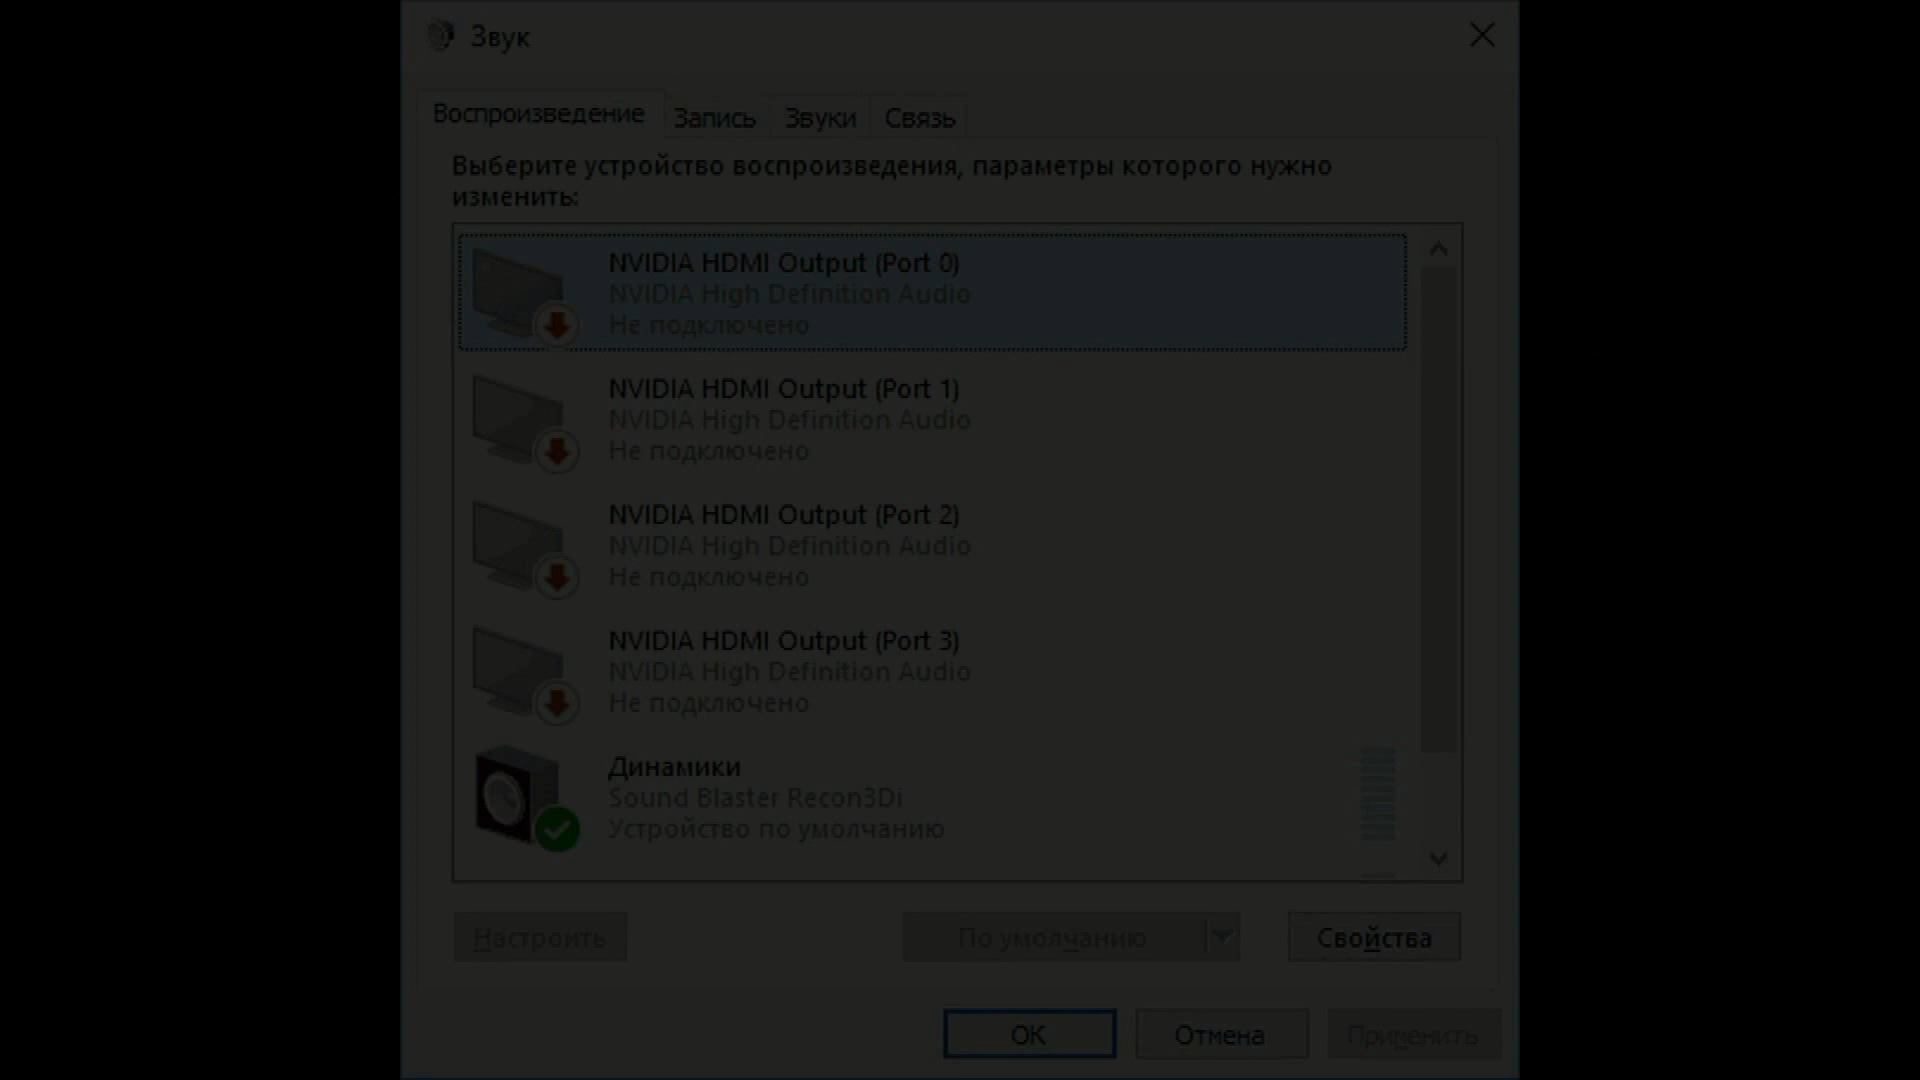 Звук
Воспроизведение Запись Звуки Связь
Выберите устройство воспроизведения, параметры которого нужно
изменить:
NVIDIA HDMI Output (Port 0)
NVIDIA High Definition Audio
Не подключено
NVIDIA HDMI Output (Port 1)
NVIDIA High Definition Audio
Не подключено
NVIDIA HDMI Output (Port 2)
NVIDIA High Definition Audio
Не подключено
NVIDIA HDMI Output (Port 3)
NVIDIA High Definition Audio
Не подключено
Динамики
Sound Blaster Recon3Di
Устройство по умолчанию
Настроить По умолчанию Свойства
ОК Отмена Применить